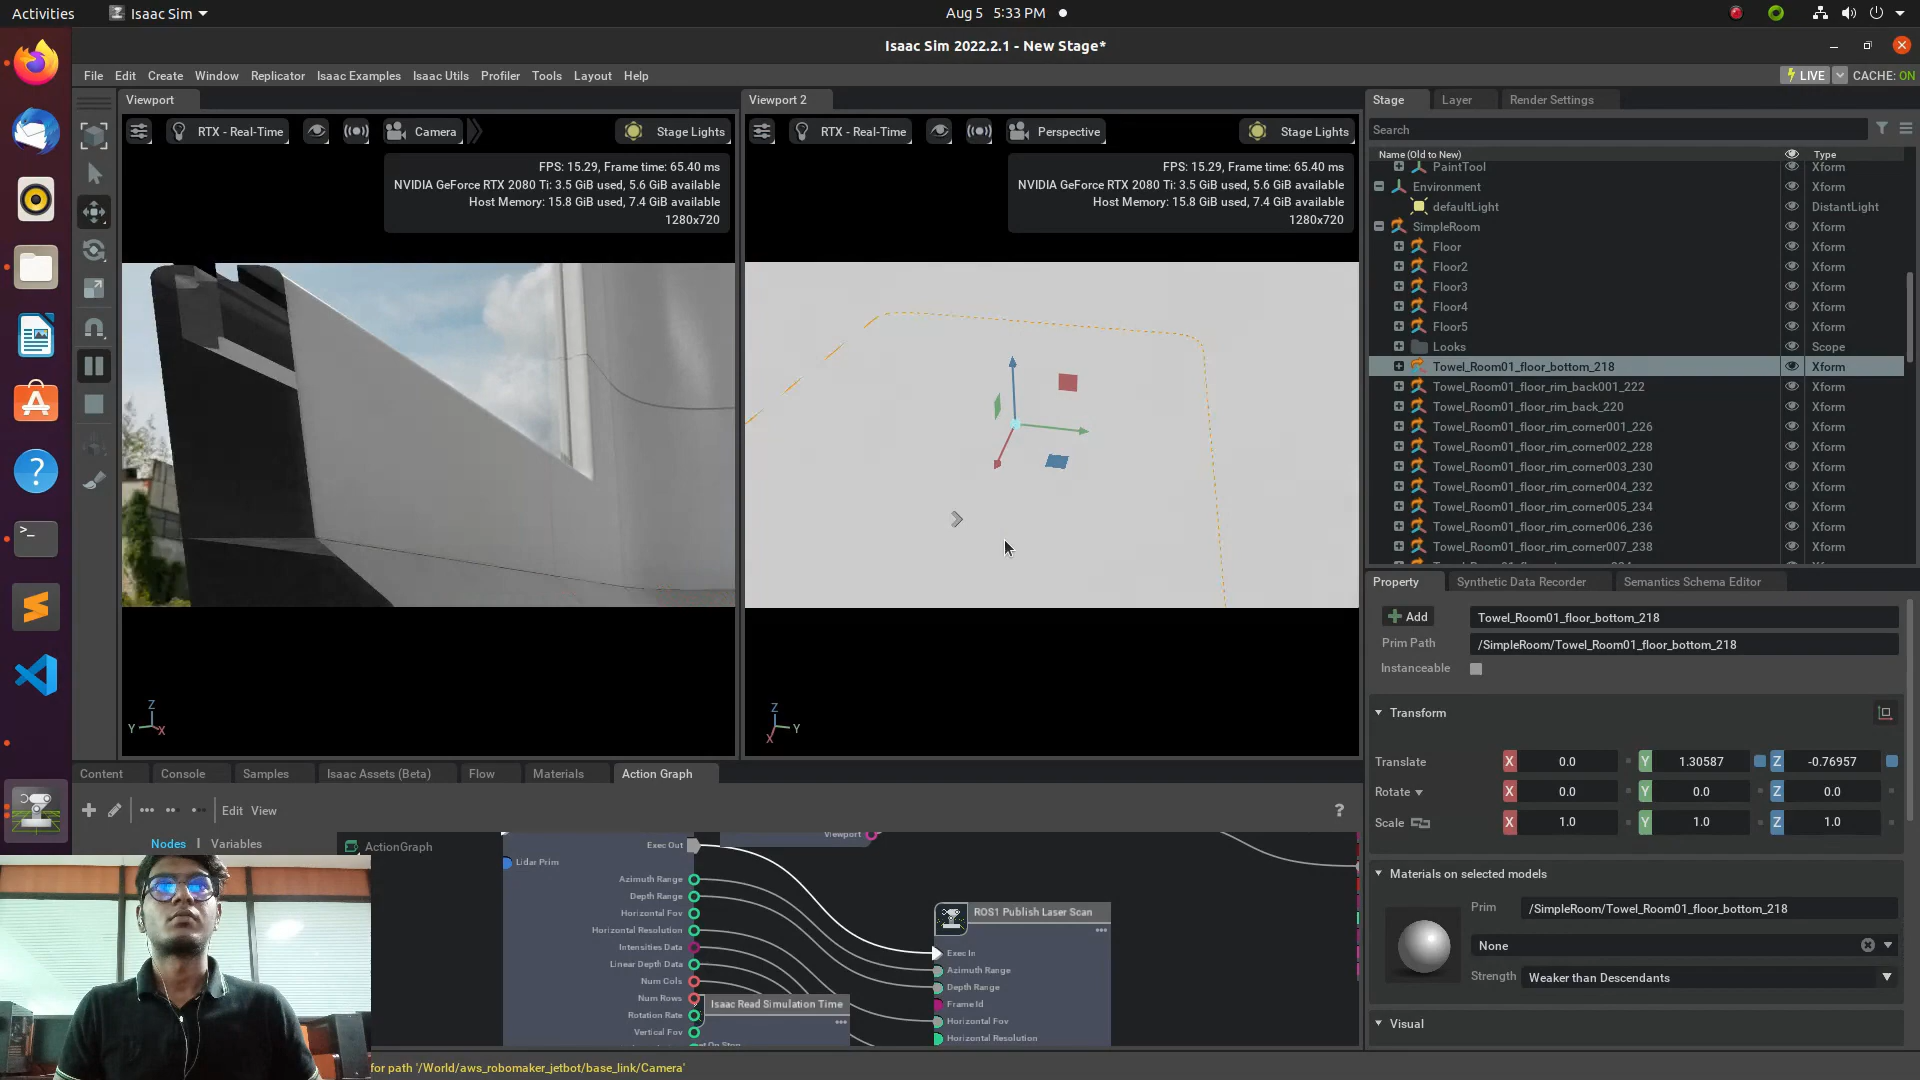 Activities
Isaac Sim
Aug 5 5:33 PM
Isaac Sim 2022.2.1 - New Stage*
File Edit Create Window Replicator Isaac Examples Isaac Utils Profiler Tools Layout Help
LIVE CACHE: ON
Viewport
RTX - Real-Time
Camera
Stage Lights
FPS: 15.29, Frame time: 65.40 ms
NVIDIA GeForce RTX 2080 Ti: 3.5 GiB used, 5.6 GiB available
Host Memory: 15.8 GiB used, 7.4 GiB available
1280x720
Z
Y
X
Viewport 2
RTX - Real-Time
Perspective
Stage Lights
FPS: 15.29, Frame time: 65.40 ms
NVIDIA GeForce RTX 2080 Ti: 3.5 GiB used, 5.6 GiB available
Host Memory: 15.8 GiB used, 7.4 GiB available
1280x720
Z
Y
X
Stage Layer Render Settings
Search
Name (Old to New) Type
PaintTool Xform
Environment Xform
defaultLight DistantLight
SimpleRoom Xform
Floor Xform
Floor2 Xform
Floor3 Xform
Floor4 Xform
Floor5 Xform
Looks Scope
Towel_Room01_floor_bottom_218 Xform
Towel_Room01_floor_rim_back001_222 Xform
Towel_Room01_floor_rim_back_220 Xform
Towel_Room01_floor_rim_corner001_226 Xform
Towel_Room01_floor_rim_corner002_228 Xform
Towel_Room01_floor_rim_corner003_230 Xform
Towel_Room01_floor_rim_corner004_232 Xform
Towel_Room01_floor_rim_corner005_234 Xform
Towel_Room01_floor_rim_corner006_236 Xform
Towel_Room01_floor_rim_corner007_238 Xform
Property Synthetic Data Recorder Semantics Schema Editor
Add Towel_Room01_floor_bottom_218
Prim Path /SimpleRoom/Towel_Room01_floor_bottom_218
Instanceable
Transform
Translate X 0.0 Y 1.30587 Z -0.76957
Rotate X 0.0 Y 0.0 Z 0.0
Scale X 1.0 Y 1.0 Z 1.0
Materials on selected models
Prim /SimpleRoom/Towel_Room01_floor_bottom_218
None
Strength Weaker than Descendants
Visual
Content Console Samples Isaac Assets (Beta) Flow Materials Action Graph
Edit View ?
Nodes | Variables
ActionGraph
Viewport
Exec Out
Lidar Prim
Azimuth Range
Depth Range
Horizontal Fov
Horizontal Resolution
Intensities Data
Linear Depth Data
Num Cols
Num Rows
Rotation Rate
Vertical Fov
Isaac Read Simulation Time
On Stop
ROS1 Publish Laser Scan
Exec In
Azimuth Range
Depth Range
Frame Id
Horizontal Fov
Horizontal Resolution
for path '/World/aws_robomaker_jetbot/base_link/Camera'